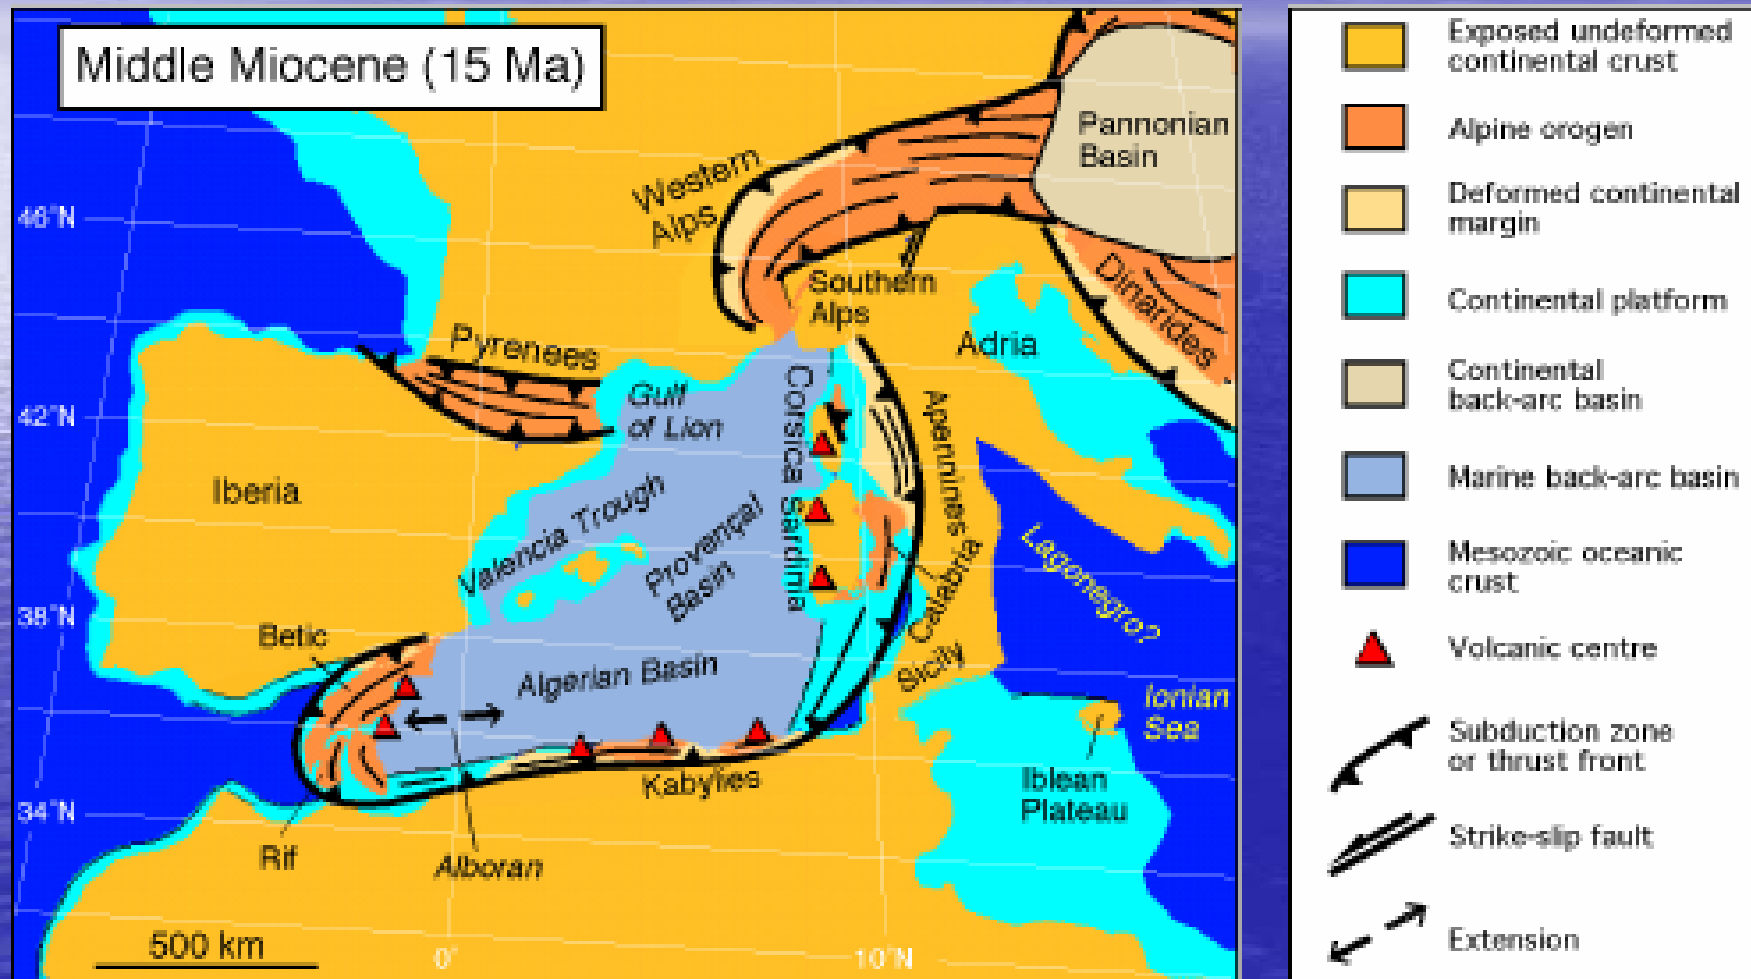 Middle Miocene (15 Ma)
46°N
42°N
38°N
34°N
Western
Alps
Pannonian
Basin
Southern
Alps
Dinarides
Adria
Pyrenees
Gulf
of Lion
Corsica
Sardinia
Apennines
Calabria
Sicily
Lagonegro?
Iberia
Valencia Trough
Provençal
Basin
Betic
Algerian Basin
Ionian
Sea
Iblean
Plateau
Kabylies
Rif
Alboran
500 km
0°
10°N
Exposed undeformed
continental crust
Alpine orogen
Deformed continental
margin
Continental platform
Continental
back-arc basin
Marine back-arc basin
Mesozoic oceanic
crust
Volcanic centre
Subduction zone
or thrust front
Strike-slip fault
Extension